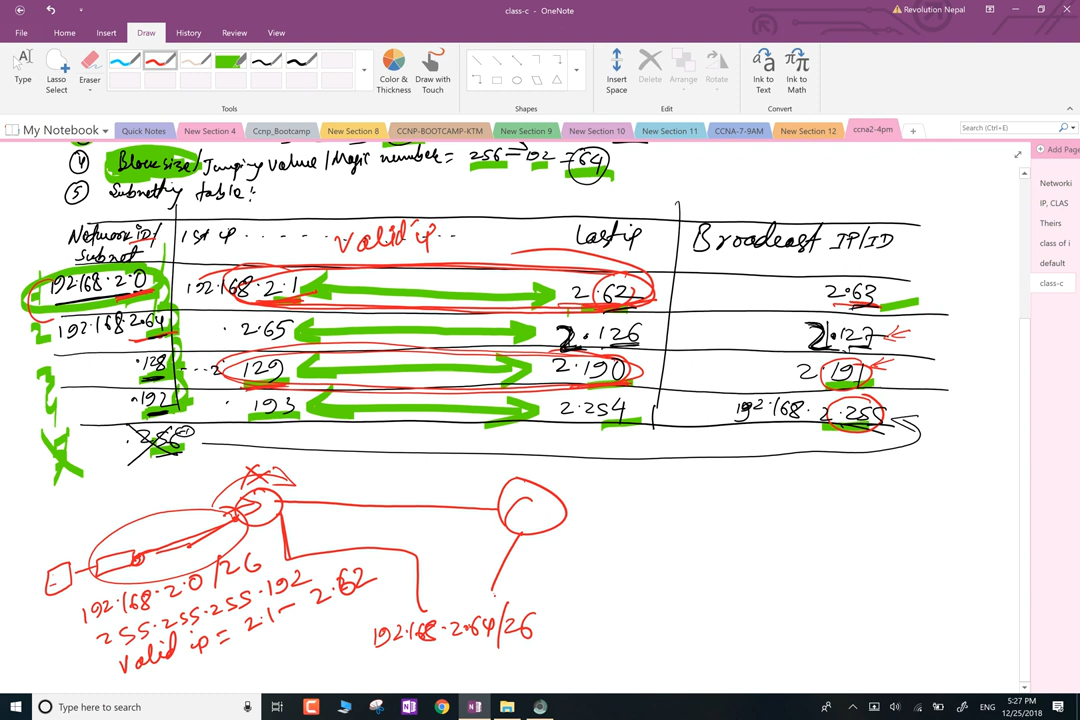 class-c - OneNote
Revolution Nepal
File Home Insert Draw History Review View
Type
Lasso Select
Eraser
Color & Thickness
Draw with Touch
Insert Space
Delete
Arrange
Rotate
Ink to Text
Ink to Math
Tools
Shapes
Edit
Convert
My Notebook
Quick Notes
New Section 4
Ccnp_Bootcamp
New Section 8
CCNP-BOOTCAMP-KTM
New Section 9
New Section 10
New Section 11
CCNA-7-9AM
New Section 12
ccna2-4pm
+
Search (Ctrl+E)
Add Page
Networki
IP, CLAS
Theirs
class of i
default
class-c
④ Block size/Jumping value/Magic number = 256 - 192 = 64
⑤ Subnetting table:
Network ID/ Subnet
1st ip
Valid ip
Last ip
Broadcast IP/ID
192.168.2.0 192.168.2.1 2 62 2.63
2 192.168.2.64 .2.65 2.126 2.127
3 .128 ...2 129 2.190 2.191
4 .192 . 193 2.254 192.168.2.255
.256 -1
192.168.2.0/26
255.255.255.192
valid ip = 2.1- 2.62
192.168.2.64/26
Type here to search
ENG
5:27 PM
12/25/2018